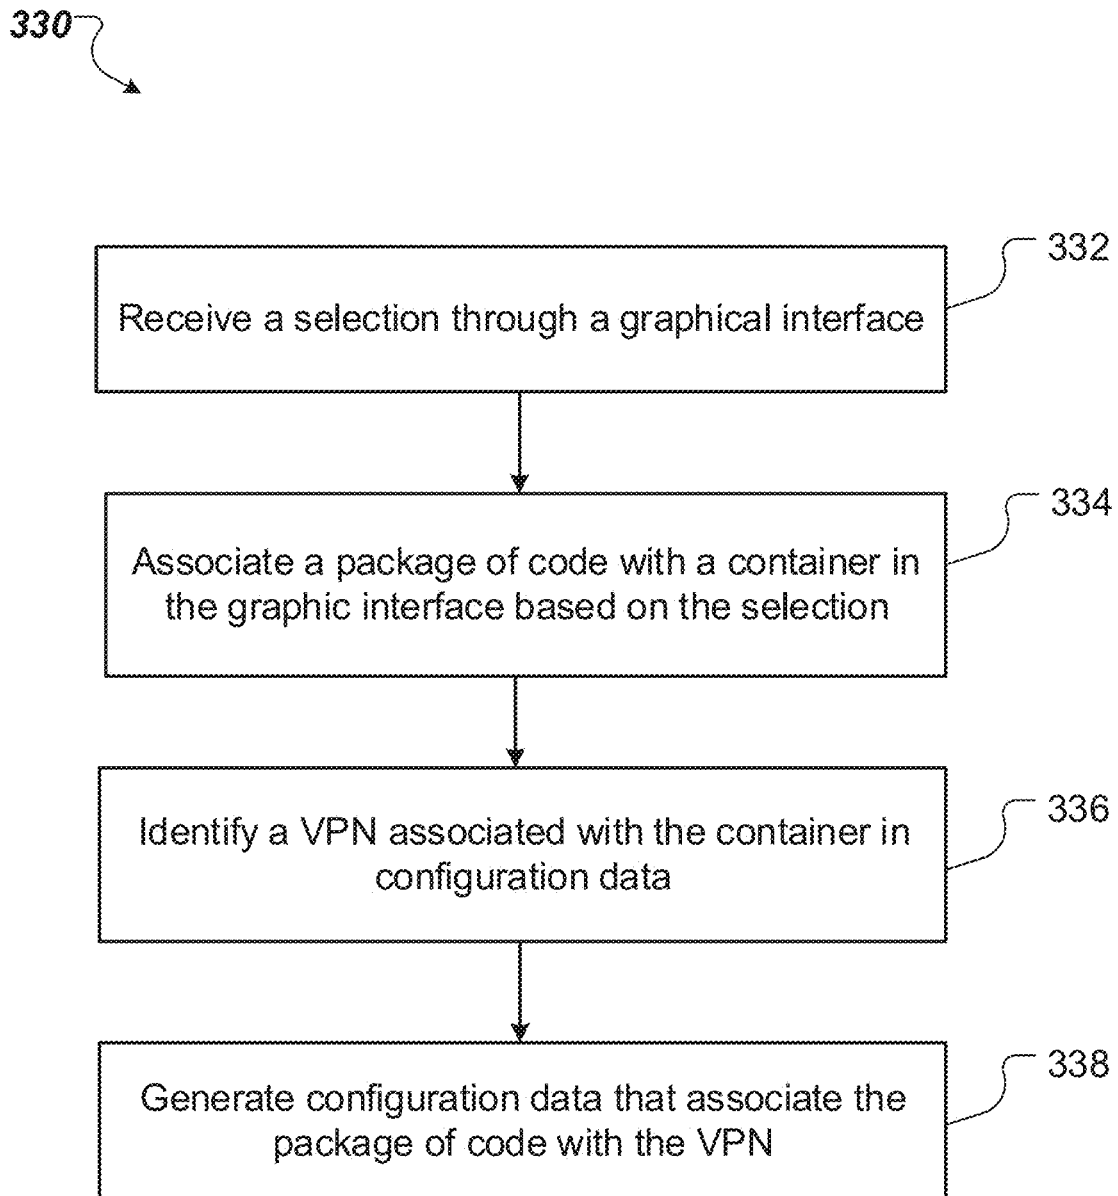 330
332
Receive a selection through a graphical interface
334
Associate a package of code with a container in
the graphic interface based on the selection
336
Identify a VPN associated with the container in
configuration data
338
Generate configuration data that associate the
package of code with the VPN